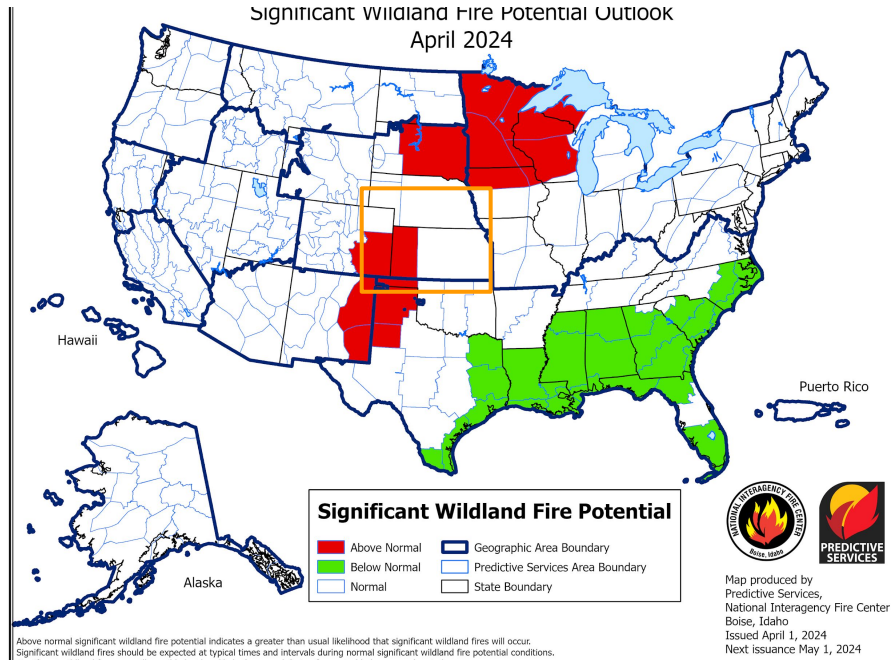 Significant Wildland Fire Potential Outlook
April 2024
Hawaii
Puerto Rico
Alaska
Significant Wildland Fire Potential
Above Normal
Below Normal
Normal
Geographic Area Boundary
Predictive Services Area Boundary
State Boundary
NATIONAL INTERAGENCY FIRE CENTER
Boise, Idaho
PREDICTIVE
SERVICES
Map produced by
Predictive Services,
National Interagency Fire Center
Boise, Idaho
Issued April 1, 2024
Next issuance May 1, 2024
Above normal significant wildland fire potential indicates a greater than usual likelihood that significant wildland fires will occur.
Significant wildland fires should be expected at typical times and intervals during normal significant wildland fire potential conditions.